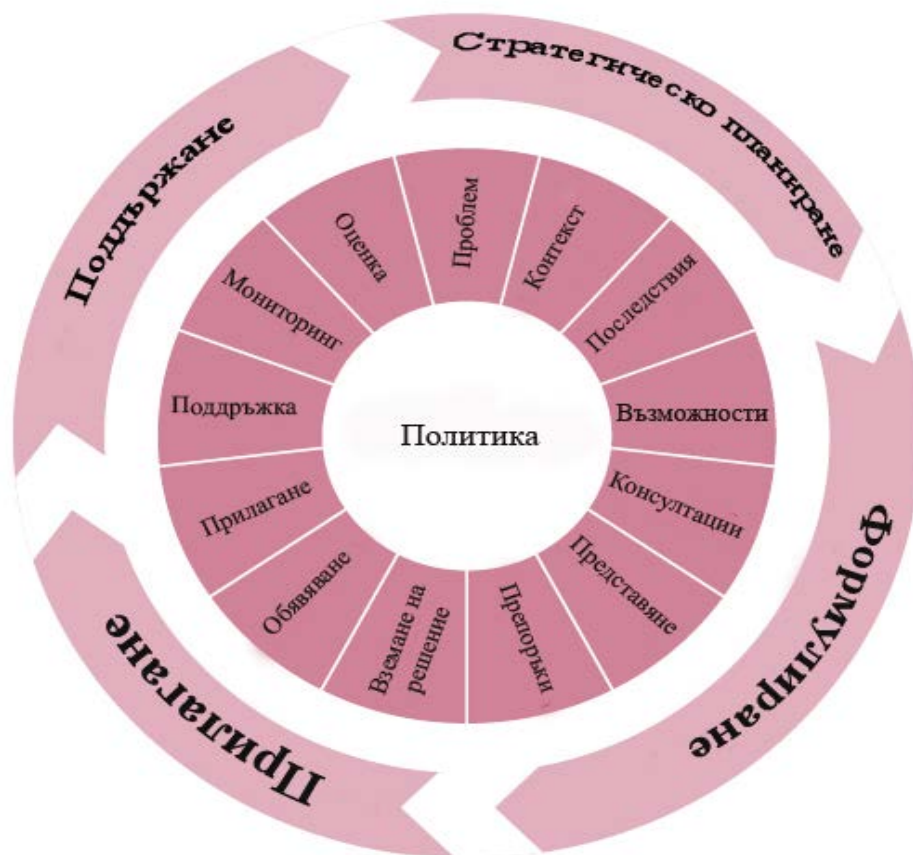 Стратегическо планиране
Формулиране
Прилагане
Поддържане
Проблем
Контекст
Последствия
Възможности
Консултации
Представяне
Препоръки
Вземане на
решение
Обявяване
Прилагане
Поддръжка
Мониторинг
Оценка
Политика